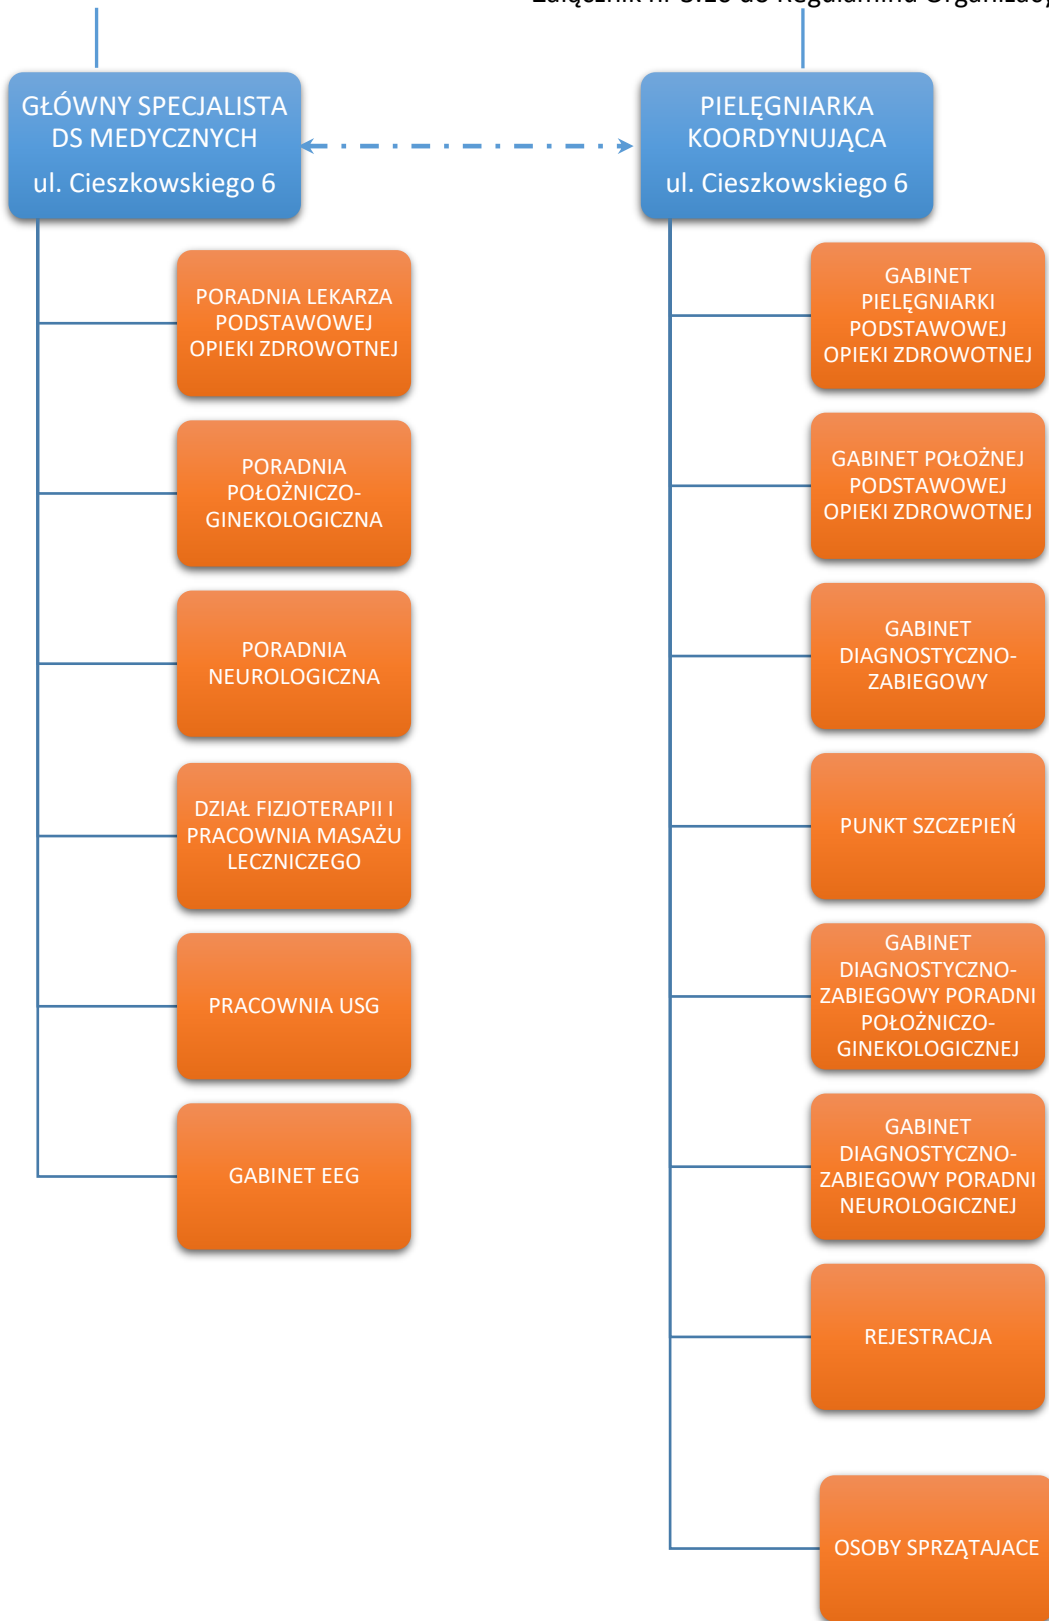 GŁÓWNY SPECJALISTA
DS MEDYCZNYCH
ul. Cieszkowskiego 6
PORADNIA LEKARZA
PODSTAWOWEJ
OPIEKI ZDROWOTNEJ
PORADNIA
POŁOŻNICZO-
GINEKOLOGICZNA
PORADNIA
NEUROLOGICZNA
DZIAŁ FIZJOTERAPII I
PRACOWNIA MASAŻU
LECZNICZEGO
PRACOWNIA USG
GABINET EEG
PIELĘGNIARKA
KOORDYNUJĄCA
ul. Cieszkowskiego 6
GABINET
PIELĘGNIARKI
PODSTAWOWEJ
OPIEKI ZDROWOTNEJ
GABINET POŁOŻNEJ
PODSTAWOWEJ
OPIEKI ZDROWOTNEJ
GABINET
DIAGNOSTYCZNO-
ZABIEGOWY
PUNKT SZCZEPIEŃ
GABINET
DIAGNOSTYCZNO-
ZABIEGOWY PORADNI
POŁOŻNICZO-
GINEKOLOGICZNEJ
GABINET
DIAGNOSTYCZNO-
ZABIEGOWY PORADNI
NEUROLOGICZNEJ
REJESTRACJA
OSOBY SPRZĄTAJACE